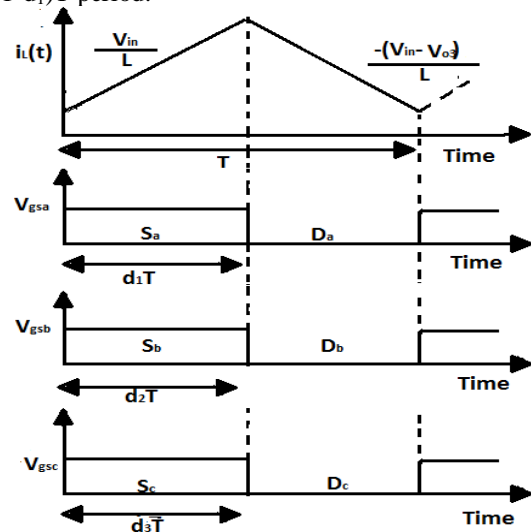 1-d₁)T period.
iL(t)
Vin
L
-(Vin- Vo3)
L
T
Time
Vgsa
Sa
Da
d1T
Time
Vgsb
Sb
Db
d2T
Time
Vgsc
Sc
Dc
d3T
Time